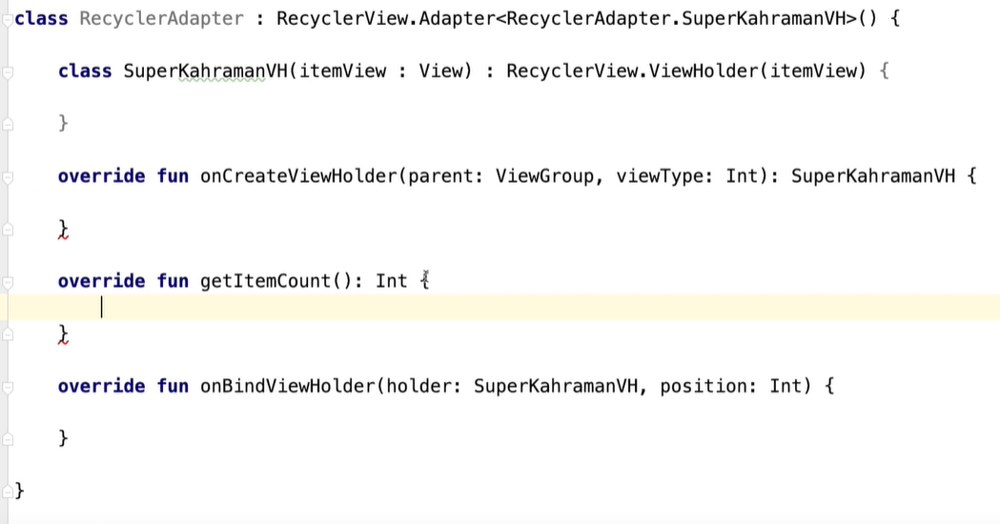 class RecyclerAdapter : RecyclerView.Adapter<RecyclerAdapter.SuperKahramanVH>() {
class SuperKahramanVH(itemView : View) : RecyclerView.ViewHolder(itemView) {
}
override fun onCreateViewHolder(parent: ViewGroup, viewType: Int): SuperKahramanVH {
}
override fun getItemCount(): Int {
}
override fun onBindViewHolder(holder: SuperKahramanVH, position: Int) {
}
}